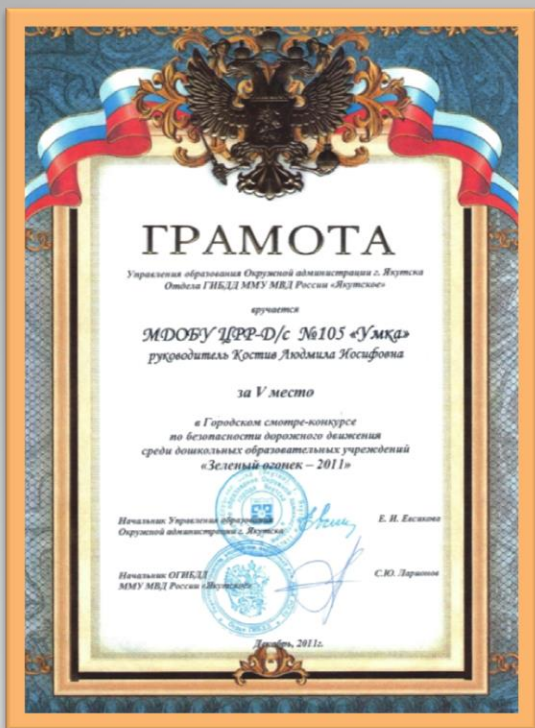 ГРАМОТА
Управления образования Окружной администрации г. Якутска
Отдела ГИБДД ММУ МВД России «Якутское»
вручается
МДОБУ ЦРР-Д/с №105 «Умка»
руководитель Костив Людмила Иосифовна
за V место
в Городском смотре-конкурсе
по безопасности дорожного движения
среди дошкольных образовательных учреждений
«Зеленый огонек – 2011»
Начальник Управления образования
Окружной администрации г. Якутска
Е. И. Евсикова
Начальник ОГИБДД
ММУ МВД России «Якутское»
С.Ю. Ларионов
Декабрь, 2011г.